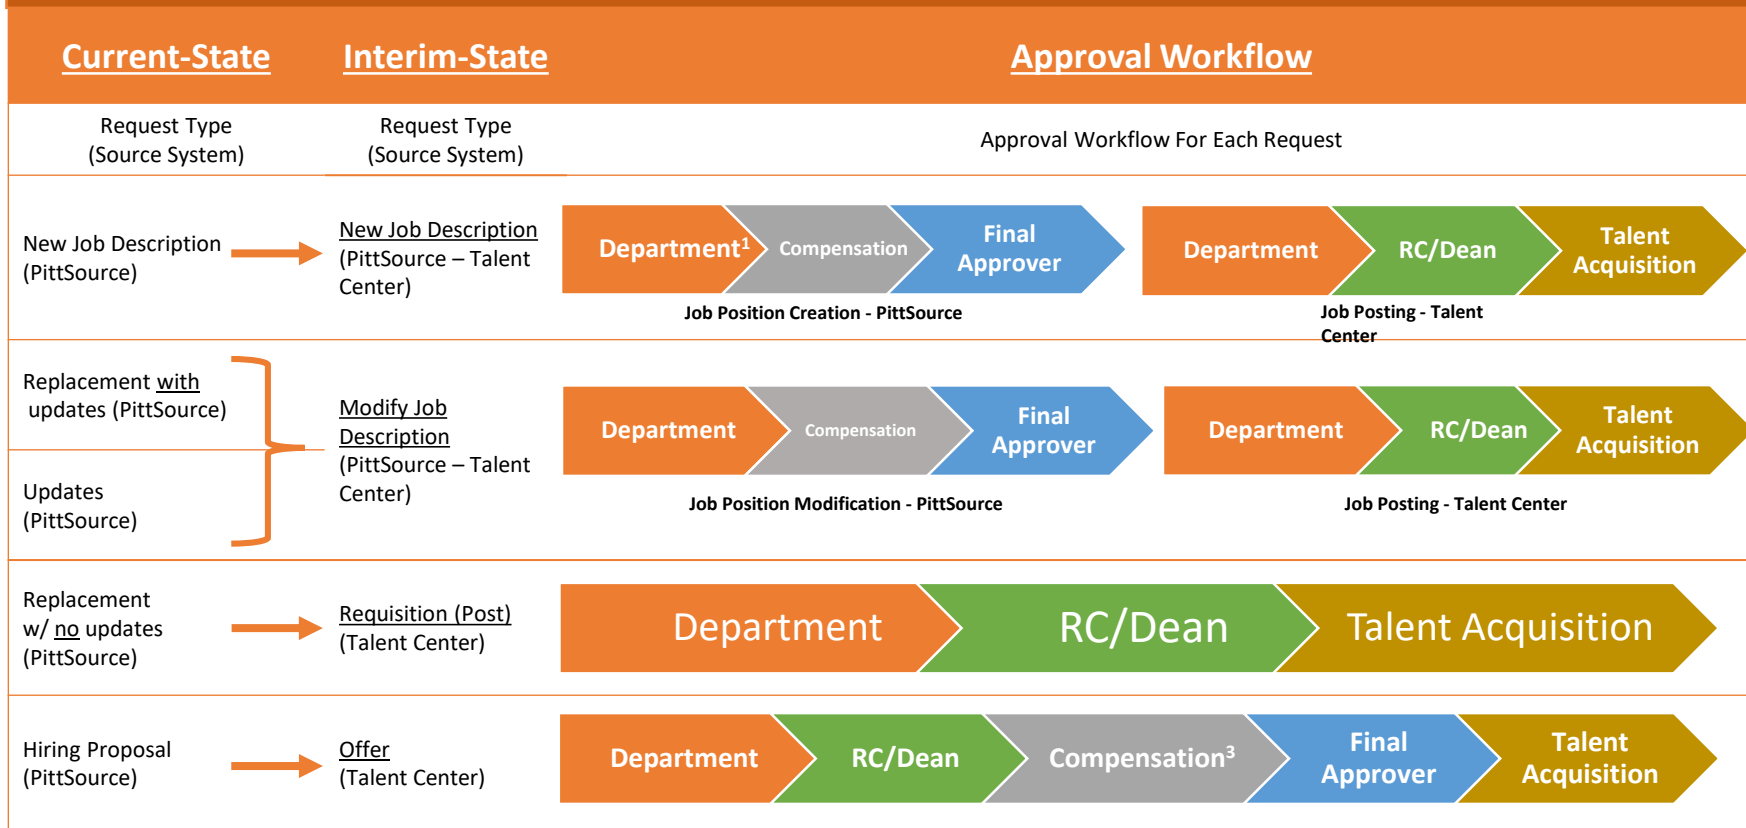 Current-State
Interim-State
Approval Workflow
Request Type
(Source System)
Request Type
(Source System)
Approval Workflow For Each Request
New Job Description
(PittSource)
New Job Description
(PittSource – Talent
Center)
Department¹
Compensation
Final
Approver
Job Position Creation - PittSource
Department
RC/Dean
Talent
Acquisition
Job Posting - Talent
Center
Replacement with
updates (PittSource)
Updates
(PittSource)
Modify Job
Description
(PittSource – Talent
Center)
Department
Compensation
Final
Approver
Job Position Modification - PittSource
Department
RC/Dean
Talent
Acquisition
Job Posting - Talent Center
Replacement
w/ no updates
(PittSource)
Requisition (Post)
(Talent Center)
Department
RC/Dean
Talent Acquisition
Hiring Proposal
(PittSource)
Offer
(Talent Center)
Department
RC/Dean
Compensation³
Final
Approver
Talent
Acquisition